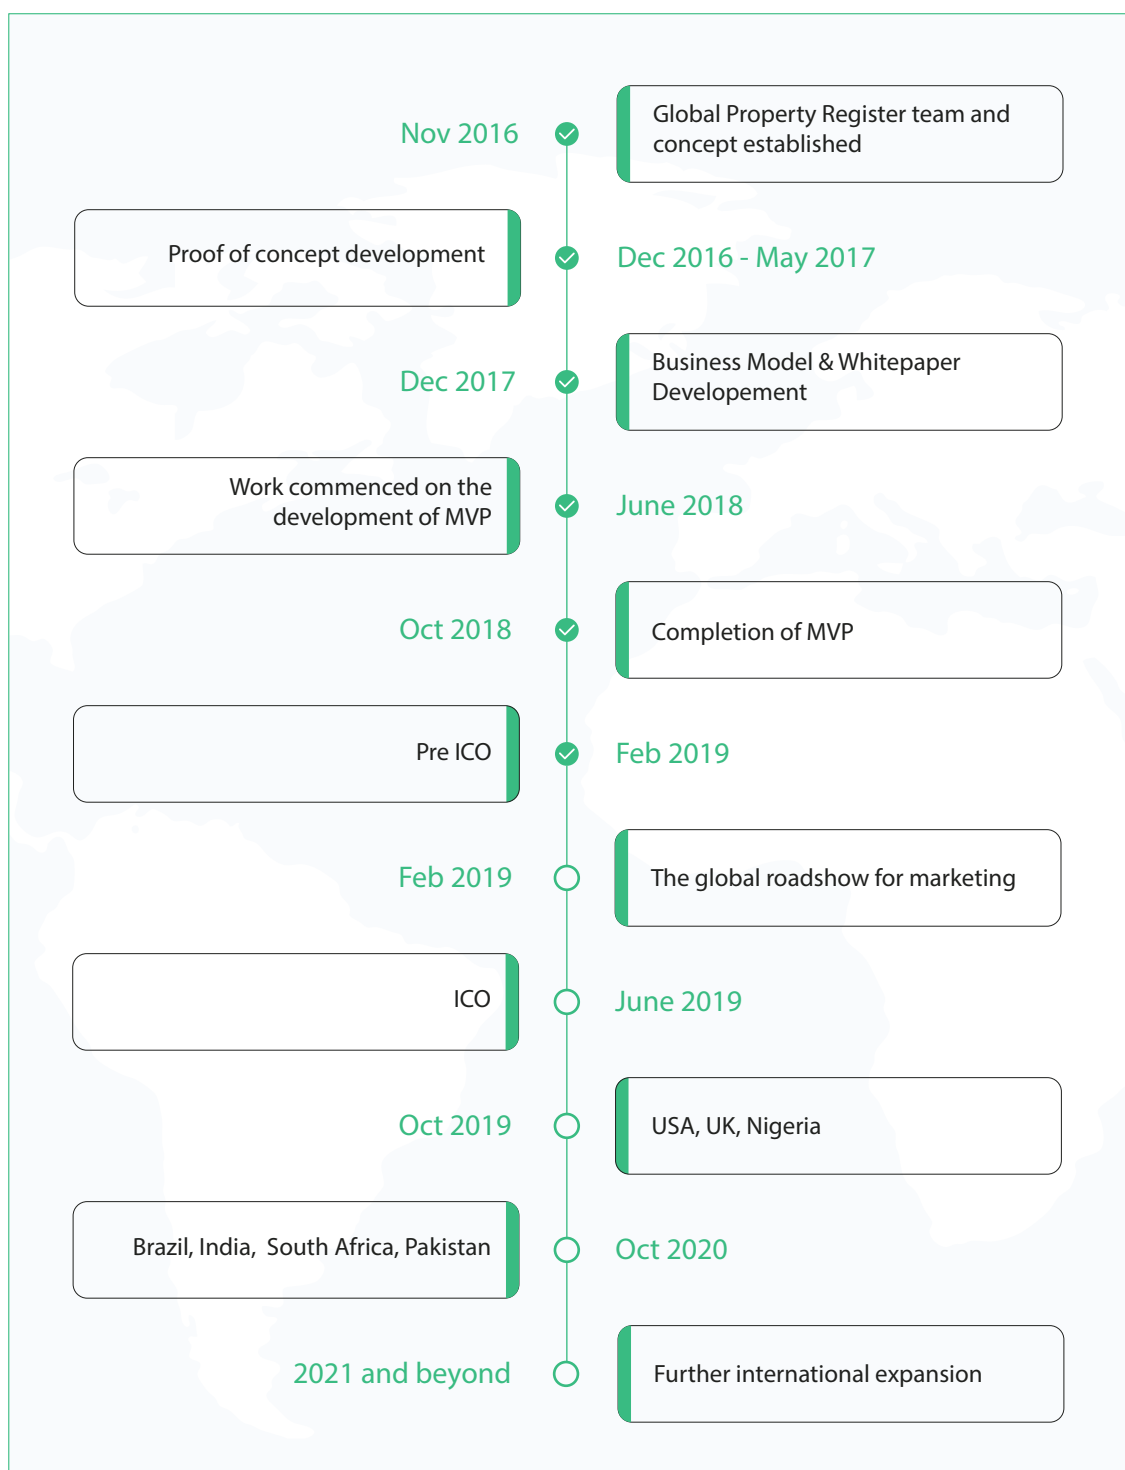 Nov 2016
Global Property Register team and
concept established
Proof of concept development
Dec 2016 - May 2017
Dec 2017
Business Model & Whitepaper
Developement
Work commenced on the
development of MVP
June 2018
Oct 2018
Completion of MVP
Pre ICO
Feb 2019
Feb 2019
The global roadshow for marketing
ICO
June 2019
Oct 2019
USA, UK, Nigeria
Brazil, India,  South Africa, Pakistan
Oct 2020
2021 and beyond
Further international expansion